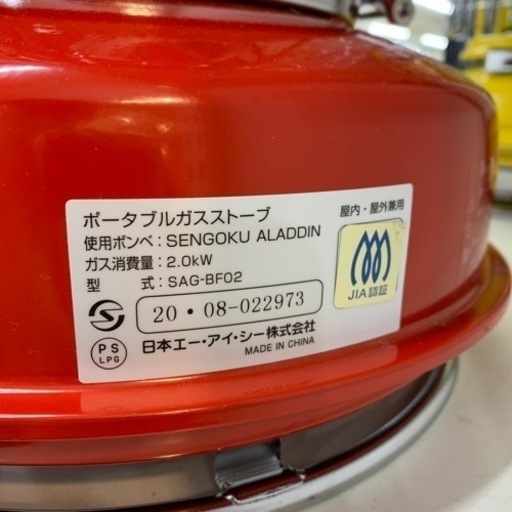 ポータブルガスストーブ
屋内・屋外兼用
使用ボンベ：SENGOKU ALADDIN
ガス消費量：2.0kW
型　　式：SAG-BF02
JIA認証
20・08-022973
PS
LPG
日本エー・アイ・シー株式会社
MADE IN CHINA